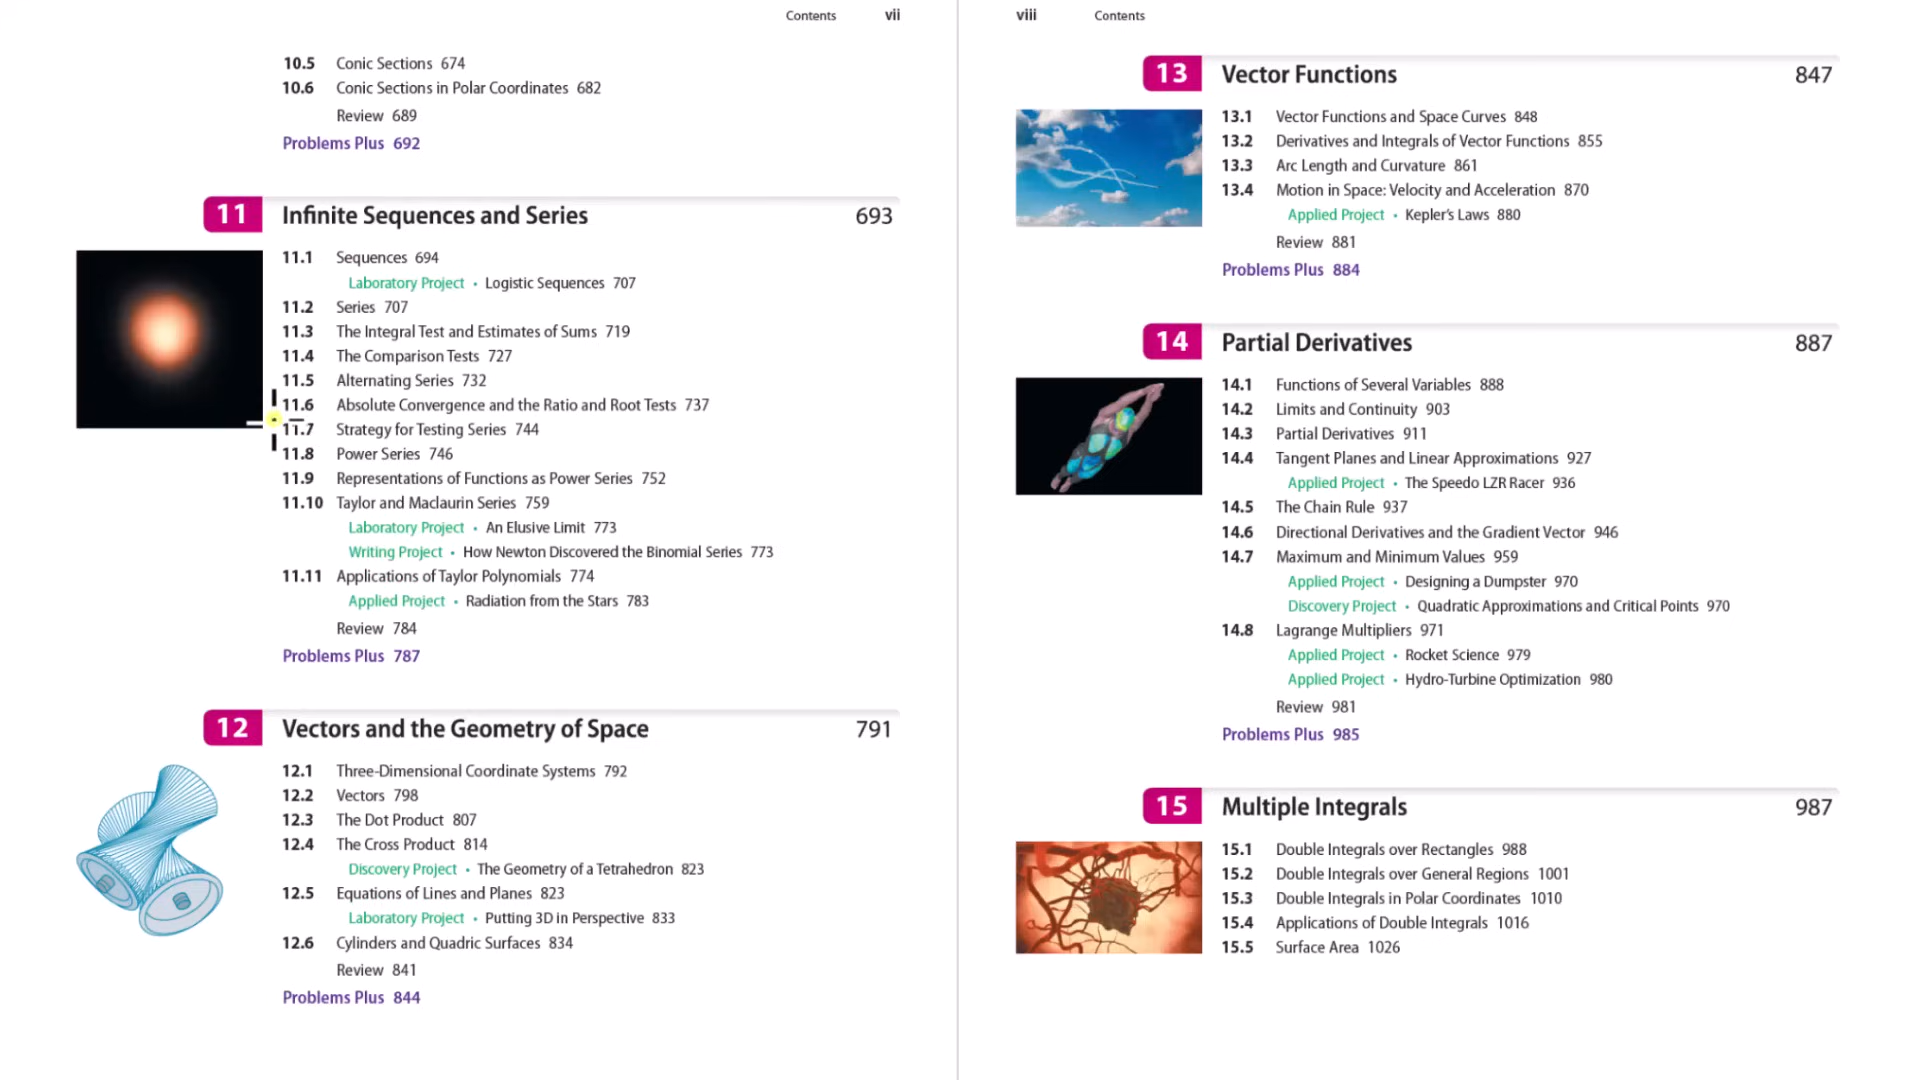 Contents vii
10.5 Conic Sections 674
10.6 Conic Sections in Polar Coordinates 682
Review 689
Problems Plus 692
11 Infinite Sequences and Series 693
11.1 Sequences 694
Laboratory Project • Logistic Sequences 707
11.2 Series 707
11.3 The Integral Test and Estimates of Sums 719
11.4 The Comparison Tests 727
11.5 Alternating Series 732
11.6 Absolute Convergence and the Ratio and Root Tests 737
11.7 Strategy for Testing Series 744
11.8 Power Series 746
11.9 Representations of Functions as Power Series 752
11.10 Taylor and Maclaurin Series 759
Laboratory Project • An Elusive Limit 773
Writing Project • How Newton Discovered the Binomial Series 773
11.11 Applications of Taylor Polynomials 774
Applied Project • Radiation from the Stars 783
Review 784
Problems Plus 787
12 Vectors and the Geometry of Space 791
12.1 Three-Dimensional Coordinate Systems 792
12.2 Vectors 798
12.3 The Dot Product 807
12.4 The Cross Product 814
Discovery Project • The Geometry of a Tetrahedron 823
12.5 Equations of Lines and Planes 823
Laboratory Project • Putting 3D in Perspective 833
12.6 Cylinders and Quadric Surfaces 834
Review 841
Problems Plus 844
viii Contents
13 Vector Functions 847
13.1 Vector Functions and Space Curves 848
13.2 Derivatives and Integrals of Vector Functions 855
13.3 Arc Length and Curvature 861
13.4 Motion in Space: Velocity and Acceleration 870
Applied Project • Kepler's Laws 880
Review 881
Problems Plus 884
14 Partial Derivatives 887
14.1 Functions of Several Variables 888
14.2 Limits and Continuity 903
14.3 Partial Derivatives 911
14.4 Tangent Planes and Linear Approximations 927
Applied Project • The Speedo LZR Racer 936
14.5 The Chain Rule 937
14.6 Directional Derivatives and the Gradient Vector 946
14.7 Maximum and Minimum Values 959
Applied Project • Designing a Dumpster 970
Discovery Project • Quadratic Approximations and Critical Points 970
14.8 Lagrange Multipliers 971
Applied Project • Rocket Science 979
Applied Project • Hydro-Turbine Optimization 980
Review 981
Problems Plus 985
15 Multiple Integrals 987
15.1 Double Integrals over Rectangles 988
15.2 Double Integrals over General Regions 1001
15.3 Double Integrals in Polar Coordinates 1010
15.4 Applications of Double Integrals 1016
15.5 Surface Area 1026